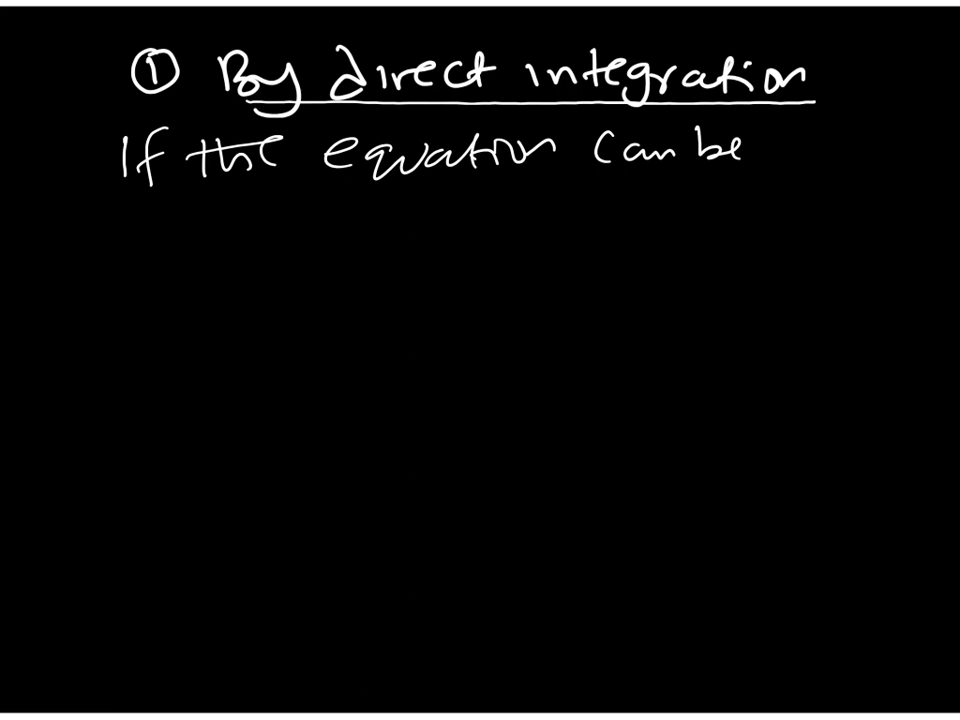 ① By direct integration
If the equation can be